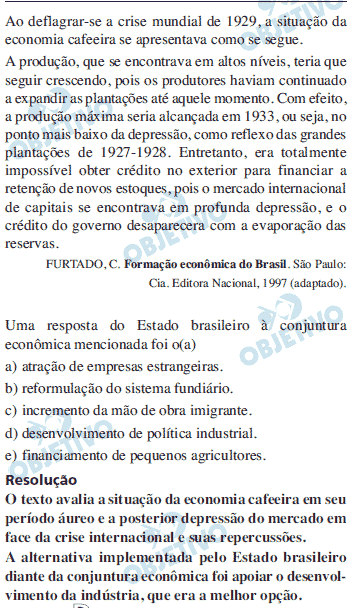 Ao deflagrar-se a crise mundial de 1929, a situação da
economia cafeeira se apresentava como se segue.
A produção, que se encontrava em altos níveis, teria que
seguir crescendo, pois os produtores haviam continuado
a expandir as plantações até aquele momento. Com efeito,
a produção máxima seria alcançada em 1933, ou seja, no
ponto mais baixo da depressão, como reflexo das grandes
plantações de 1927-1928. Entretanto, era totalmente
impossível obter crédito no exterior para financiar a
retenção de novos estoques, pois o mercado internacional
de capitais se encontrava em profunda depressão, e o
crédito do governo desaparecera com a evaporação das
reservas.
FURTADO, C. Formação econômica do Brasil. São Paulo:
Cia. Editora Nacional, 1997 (adaptado).
Uma resposta do Estado brasileiro à conjuntura
econômica mencionada foi o(a)
a) atração de empresas estrangeiras.
b) reformulação do sistema fundiário.
c) incremento da mão de obra imigrante.
d) desenvolvimento de política industrial.
e) financiamento de pequenos agricultores.
Resolução
O texto avalia a situação da economia cafeeira em seu
período áureo e a posterior depressão do mercado em
face da crise internacional e suas repercussões.
A alternativa implementada pelo Estado brasileiro
diante da conjuntura econômica foi apoiar o desenvol-
vimento da indústria, que era a melhor opção.
OBJETIVO
OBJETIVO
OBJETIVO
OBJETIVO
OBJETIVO